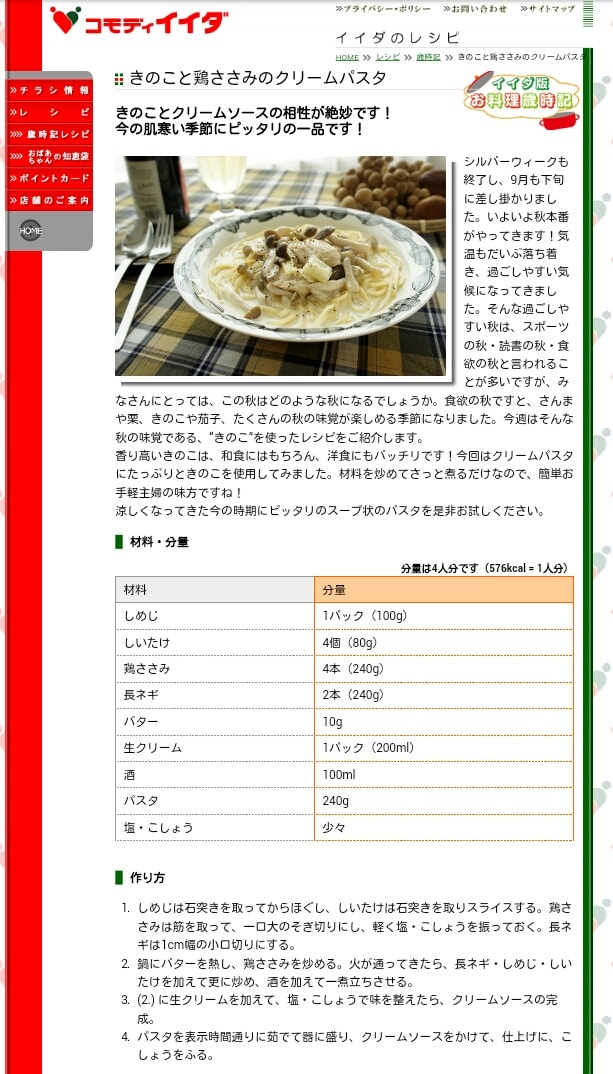 コモディイイダ
≫プライバシー・ポリシー ≫お問い合わせ ≫サイトマップ
イイダのレシピ
HOME ≫ レシピ ≫ 歳時記 ≫ きのこと鶏ささみのクリームパスタ
≫チラシ情報
≫レシピ
≫≫歳時記レシピ
≫≫おばあちゃんの知恵袋
≫ポイントカード
≫店舗のご案内
HOME
きのこと鶏ささみのクリームパスタ
イイダ版
お料理歳時記
きのことクリームソースの相性が絶妙です！
今の肌寒い季節にピッタリの一品です！
シルバーウィークも
終了し、9月も下旬
に差し掛かりまし
た。いよいよ秋本番
がやってきます！気
温もだいぶ落ち着
き、過ごしやすい気
候になってきまし
た。そんな過ごしや
すい秋は、スポーツ
の秋・読書の秋・食
欲の秋と言われるこ
とが多いですが、み
なさんにとっては、この秋はどのような秋になるでしょうか。食欲の秋ですと、さんま
や栗、きのこや茄子、たくさんの秋の味覚が楽しめる季節になりました。今週はそんな
秋の味覚である、“きのこ”を使ったレシピをご紹介します。
香り高いきのこは、和食にはもちろん、洋食にもバッチリです！今回はクリームパスタ
にたっぷりときのこを使用してみました。材料を炒めてさっと煮るだけなので、簡単お
手軽主婦の味方ですね！
涼しくなってきた今の時期にピッタリのスープ状のパスタを是非お試しください。
材料・分量
分量は4人分です（576kcal = 1人分）
材料 分量
しめじ 1パック（100g）
しいたけ 4個（80g）
鶏ささみ 4本（240g）
長ネギ 2本（240g）
バター 10g
生クリーム 1パック（200ml）
酒 100ml
パスタ 240g
塩・こしょう 少々
作り方
1. しめじは石突きを取ってからほぐし、しいたけは石突きを取りスライスする。鶏さ
さみは筋を取って、一口大のそぎ切りにし、軽く塩・こしょうを振っておく。長ネ
ギは1cm幅の小口切りにする。
2. 鍋にバターを熱し、鶏ささみを炒める。火が通ってきたら、長ネギ・しめじ・しい
たけを加えて更に炒め、酒を加えて一煮立ちさせる。
3. (2.) に生クリームを加えて、塩・こしょうで味を整えたら、クリームソースの完
成。
4. パスタを表示時間通りに茹でて器に盛り、クリームソースをかけて、仕上げに、こ
しょうをふる。